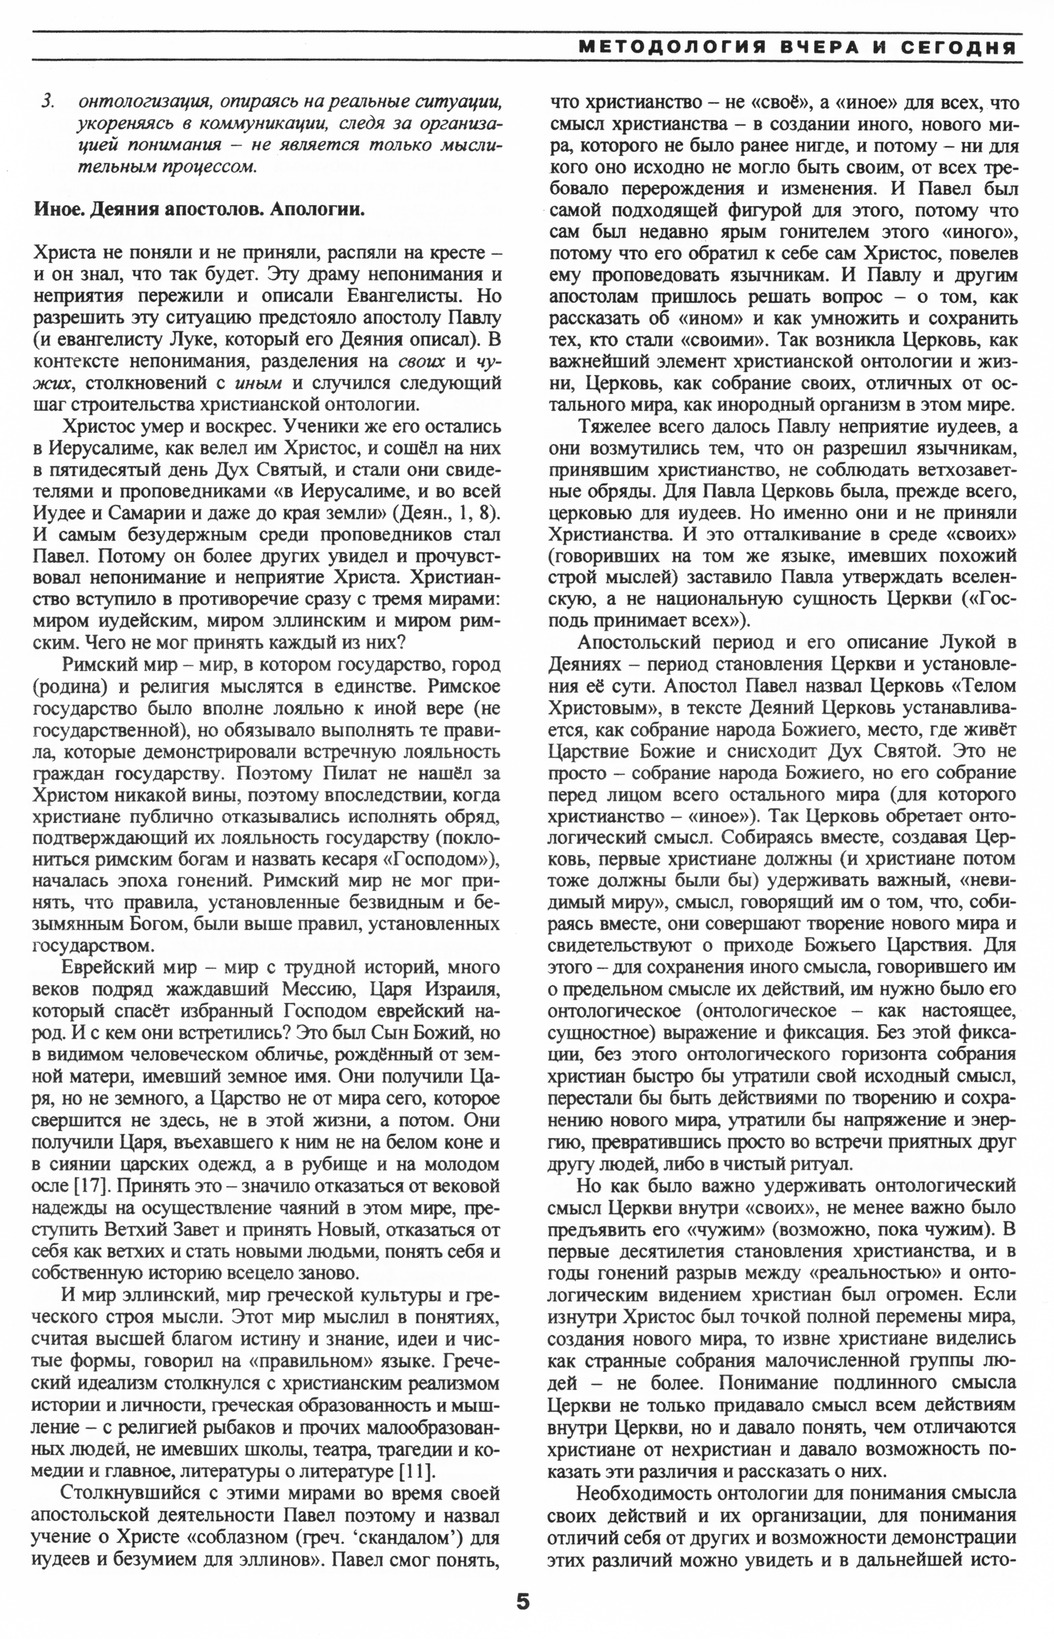 МЕТОДОЛОГИЯ ВЧЕРА И СЕГОДНЯ
3. онтологизация, опираясь на реальные ситуации,
укореняясь в коммуникации, следя за организа-
цией понимания – не является только мысли-
тельным процессом.
Иное. Деяния апостолов. Апологии.
Христа не поняли и не приняли, распяли на кресте –
и он знал, что так будет. Эту драму непонимания и
неприятия пережили и описали Евангелисты. Но
разрешить эту ситуацию предстояло апостолу Павлу
(и евангелисту Луке, который его Деяния описал). В
контексте непонимания, разделения на своих и чу-
жих, столкновений с иным и случился следующий
шаг строительства христианской онтологии.
Христос умер и воскрес. Ученики же его остались
в Иерусалиме, как велел им Христос, и сошёл на них
в пятидесятый день Дух Святый, и стали они свиде-
телями и проповедниками «в Иерусалиме, и во всей
Иудее и Самарии и даже до края земли» (Деян., 1, 8).
И самым безудержным среди проповедников стал
Павел. Потому он более других увидел и прочувст-
вовал непонимание и неприятие Христа. Христиан-
ство вступило в противоречие сразу с тремя мирами:
миром иудейским, миром эллинским и миром рим-
ским. Чего не мог принять каждый из них?
Римский мир – мир, в котором государство, город
(родина) и религия мыслятся в единстве. Римское
государство было вполне лояльно к иной вере (не
государственной), но обязывало выполнять те прави-
ла, которые демонстрировали встречную лояльность
граждан государству. Поэтому Пилат не нашёл за
Христом никакой вины, поэтому впоследствии, когда
христиане публично отказывались исполнять обряд,
подтверждающий их лояльность государству (покло-
ниться римским богам и назвать кесаря «Господом»),
началась эпоха гонений. Римский мир не мог при-
нять, что правила, установленные безвидным и бе-
зымянным Богом, были выше правил, установленных
государством.
Еврейский мир – мир с трудной историй, много
веков подряд жаждавший Мессию, Царя Израиля,
который спасёт избранный Господом еврейский на-
род. И с кем они встретились? Это был Сын Божий, но
в видимом человеческом обличье, рождённый от зем-
ной матери, имевший земное имя. Они получили Ца-
ря, но не земного, а Царство не от мира сего, которое
свершится не здесь, не в этой жизни, а потом. Они
получили Царя, въехавшего к ним не на белом коне и
в сиянии царских одежд, а в рубище и на молодом
осле [17]. Принять это – значило отказаться от вековой
надежды на осуществление чаяний в этом мире, пре-
ступить Ветхий Завет и принять Новый, отказаться от
себя как ветхих и стать новыми людьми, понять себя и
собственную историю всецело заново.
И мир эллинский, мир греческой культуры и гре-
ческого строя мысли. Этот мир мыслил в понятиях,
считая высшей благом истину и знание, идеи и чис-
тые формы, говорил на «правильном» языке. Грече-
ский идеализм столкнулся с христианским реализмом
истории и личности, греческая образованность и мыш-
ление – с религией рыбаков и прочих малообразован-
ных людей, не имевших школы, театра, трагедии и ко-
медии и главное, литературы о литературе [11].
Столкнувшийся с этими мирами во время своей
апостольской деятельности Павел поэтому и назвал
учение о Христе «соблазном (греч. ‘скандалом’) для
иудеев и безумием для эллинов». Павел смог понять,
что христианство – не «своё», а «иное» для всех, что
смысл христианства – в создании иного, нового ми-
ра, которого не было ранее нигде, и потому – ни для
кого оно исходно не могло быть своим, от всех тре-
бовало перерождения и изменения. И Павел был
самой подходящей фигурой для этого, потому что
сам был недавно ярым гонителем этого «иного»,
потому что его обратил к себе сам Христос, повелев
ему проповедовать язычникам. И Павлу и другим
апостолам пришлось решать вопрос – о том, как
рассказать об «ином» и как умножить и сохранить
тех, кто стали «своими». Так возникла Церковь, как
важнейший элемент христианской онтологии и жиз-
ни, Церковь, как собрание своих, отличных от ос-
тального мира, как инородный организм в этом мире.
Тяжелее всего далось Павлу неприятие иудеев, а
они возмутились тем, что он разрешил язычникам,
принявшим христианство, не соблюдать ветхозавет-
ные обряды. Для Павла Церковь была, прежде всего,
церковью для иудеев. Но именно они и не приняли
Христианства. И это отталкивание в среде «своих»
(говоривших на том же языке, имевших похожий
строй мыслей) заставило Павла утверждать вселен-
скую, а не национальную сущность Церкви («Гос-
подь принимает всех»).
Апостольский период и его описание Лукой в
Деяниях – период становления Церкви и установле-
ния её сути. Апостол Павел назвал Церковь «Телом
Христовым», в тексте Деяний Церковь устанавлива-
ется, как собрание народа Божиего, место, где живёт
Царствие Божие и снисходит Дух Святой. Это не
просто – собрание народа Божиего, но его собрание
перед лицом всего остального мира (для которого
христианство – «иное»). Так Церковь обретает онто-
логический смысл. Собираясь вместе, создавая Цер-
ковь, первые христиане должны (и христиане потом
тоже должны были бы) удерживать важный, «неви-
димый миру», смысл, говорящий им о том, что, соби-
раясь вместе, они совершают творение нового мира и
свидетельствуют о приходе Божьего Царствия. Для
этого – для сохранения иного смысла, говорившего им
о предельном смысле их действий, им нужно было его
онтологическое (онтологическое – как настоящее,
сущностное) выражение и фиксация. Без этой фикса-
ции, без этого онтологического горизонта собрания
христиан быстро бы утратили свой исходный смысл,
перестали бы быть действиями по творению и сохра-
нению нового мира, утратили бы напряжение и энер-
гию, превратившись просто во встречи приятных друг
другу людей, либо в чистый ритуал.
Но как было важно удерживать онтологический
смысл Церкви внутри «своих», не менее важно было
предъявить его «чужим» (возможно, пока чужим). В
первые десятилетия становления христианства, и в
годы гонений разрыв между «реальностью» и онто-
логическим видением христиан был огромен. Если
изнутри Христос был точкой полной перемены мира,
создания нового мира, то извне христиане виделись
как странные собрания малочисленной группы лю-
дей – не более. Понимание подлинного смысла
Церкви не только придавало смысл всем действиям
внутри Церкви, но и давало понять, чем отличаются
христиане от нехристиан и давало возможность по-
казать эти различия и рассказать о них.
Необходимость онтологии для понимания смысла
своих действий и их организации, для понимания
отличий себя от других и возможности демонстрации
этих различий можно увидеть и в дальнейшей исто-
5